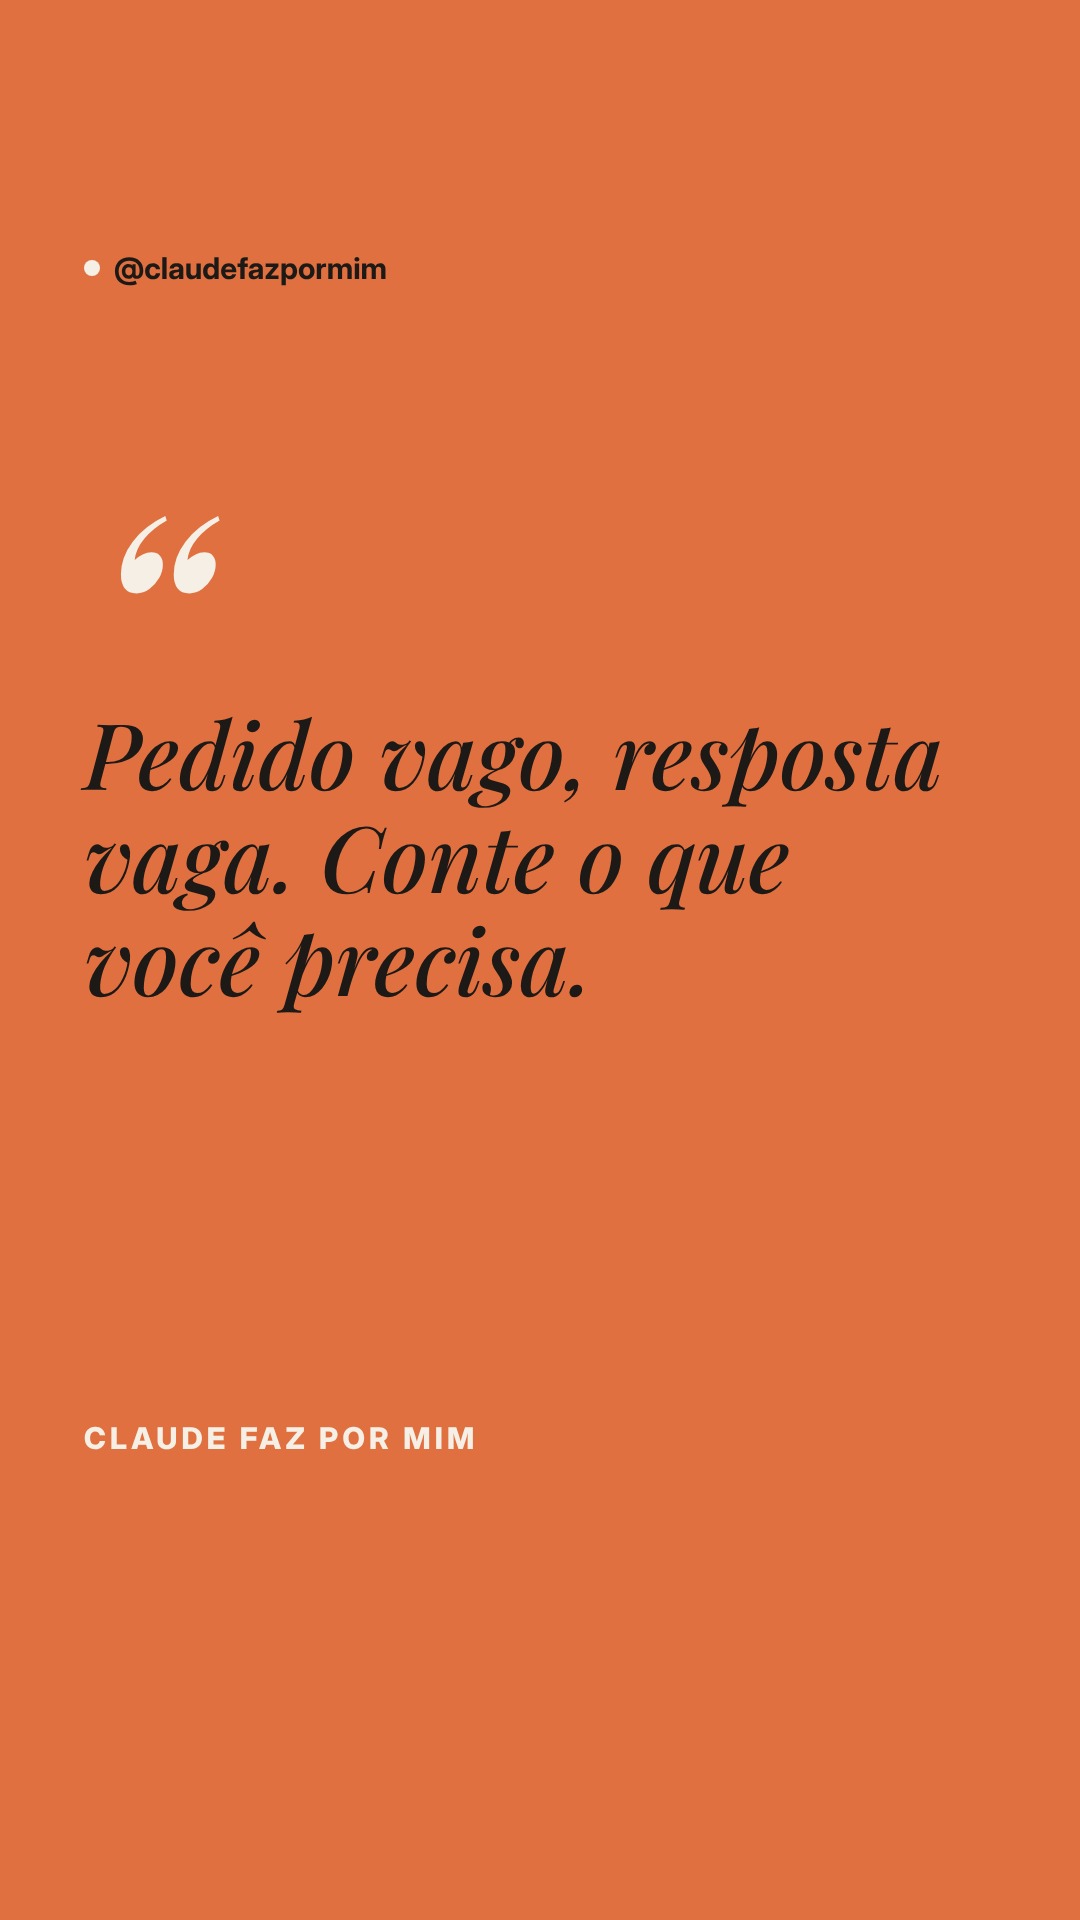 @claudefazpormim
“
Pedido vago, resposta
vaga. Conte o que
você precisa.
CLAUDE FAZ POR MIM